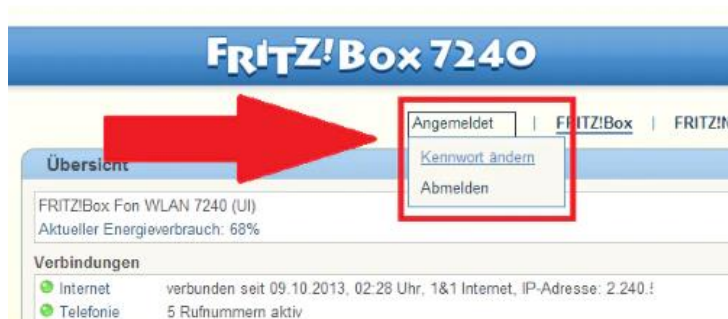 FRITZ!Box 7240
Angemeldet | FRITZ!Box |
Kennwort ändern
Abmelden
Übersicht
FRITZ!Box Fon WLAN 7240 (UI)
Aktueller Energieverbrauch: 68%
Verbindungen
Internet verbunden seit 09.10.2013, 02:28 Uhr, 1&1 Internet, IP-Adresse: 2.240.
Telefonie 5 Rufnummern aktiv